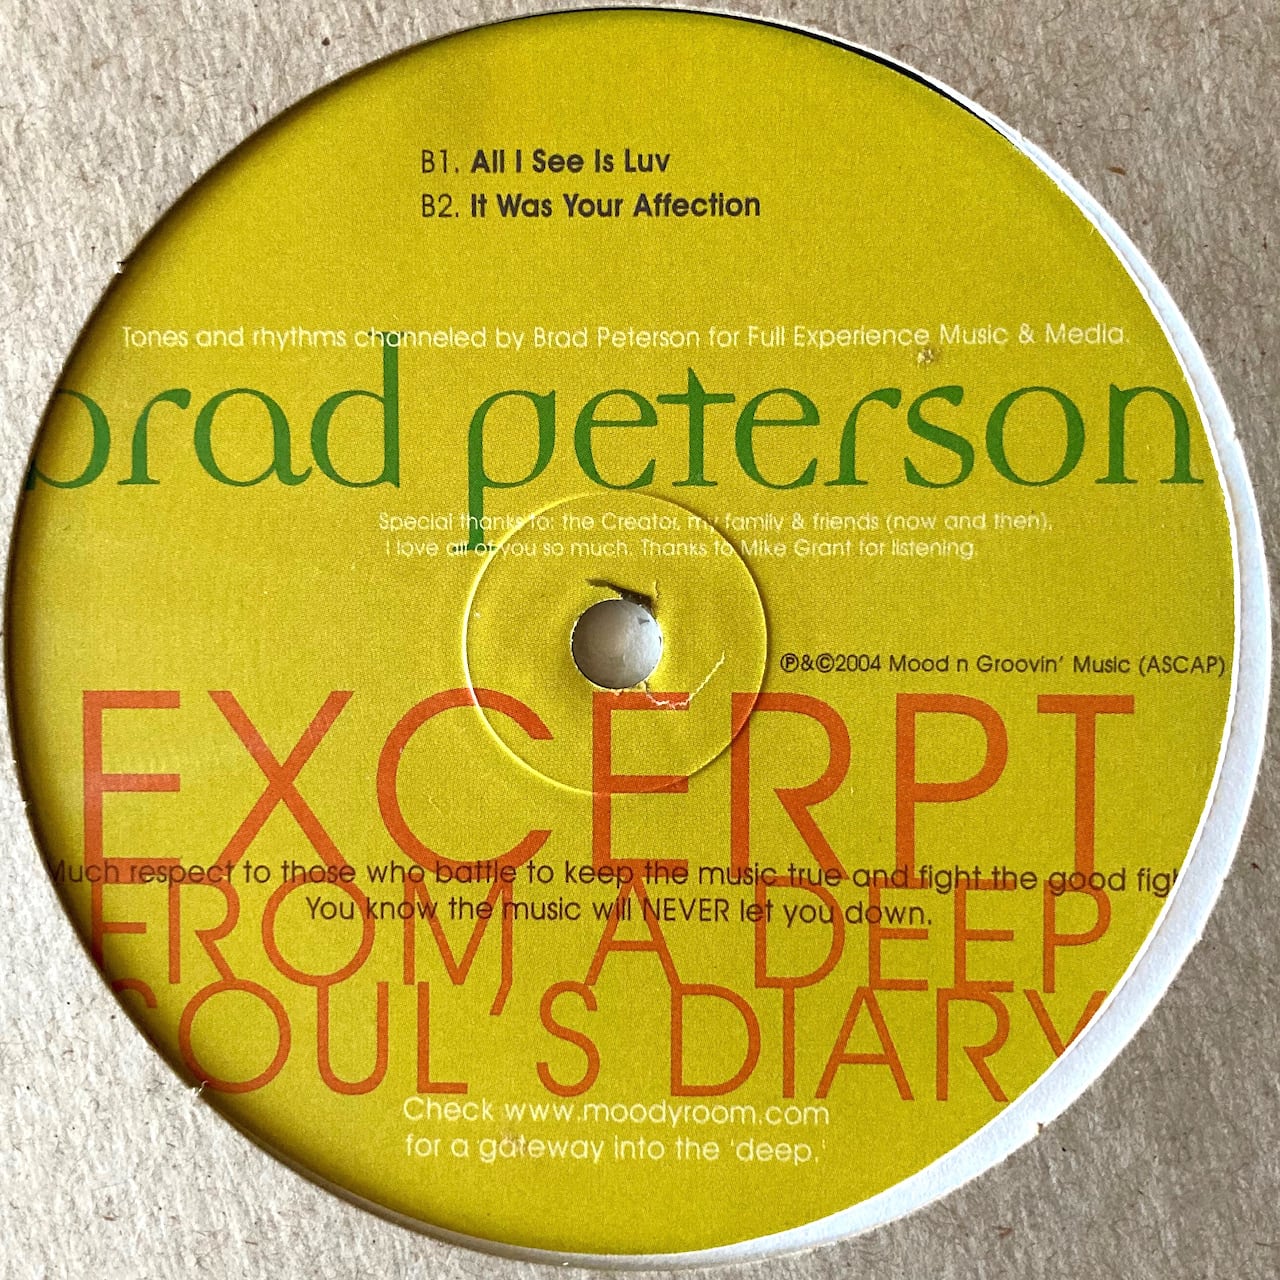 B1. All I See Is Luv
B2. It Was Your Affection
Tones and rhythms channeled by Brad Peterson for Full Experience Music & Media.
brad peterson
Special thanks to: the Creator, my family & friends (now and then),
I love all of you so much. Thanks to Mike Grant for listening.
℗&©2004 Mood n Groovin' Music (ASCAP)
EXCERPT
Much respect to those who battle to keep the music true and fight the good figh
FROM A DEEP
You know the music will NEVER let you down.
SOUL'S DIARY
Check www.moodyroom.com
for a gateway into the 'deep.'